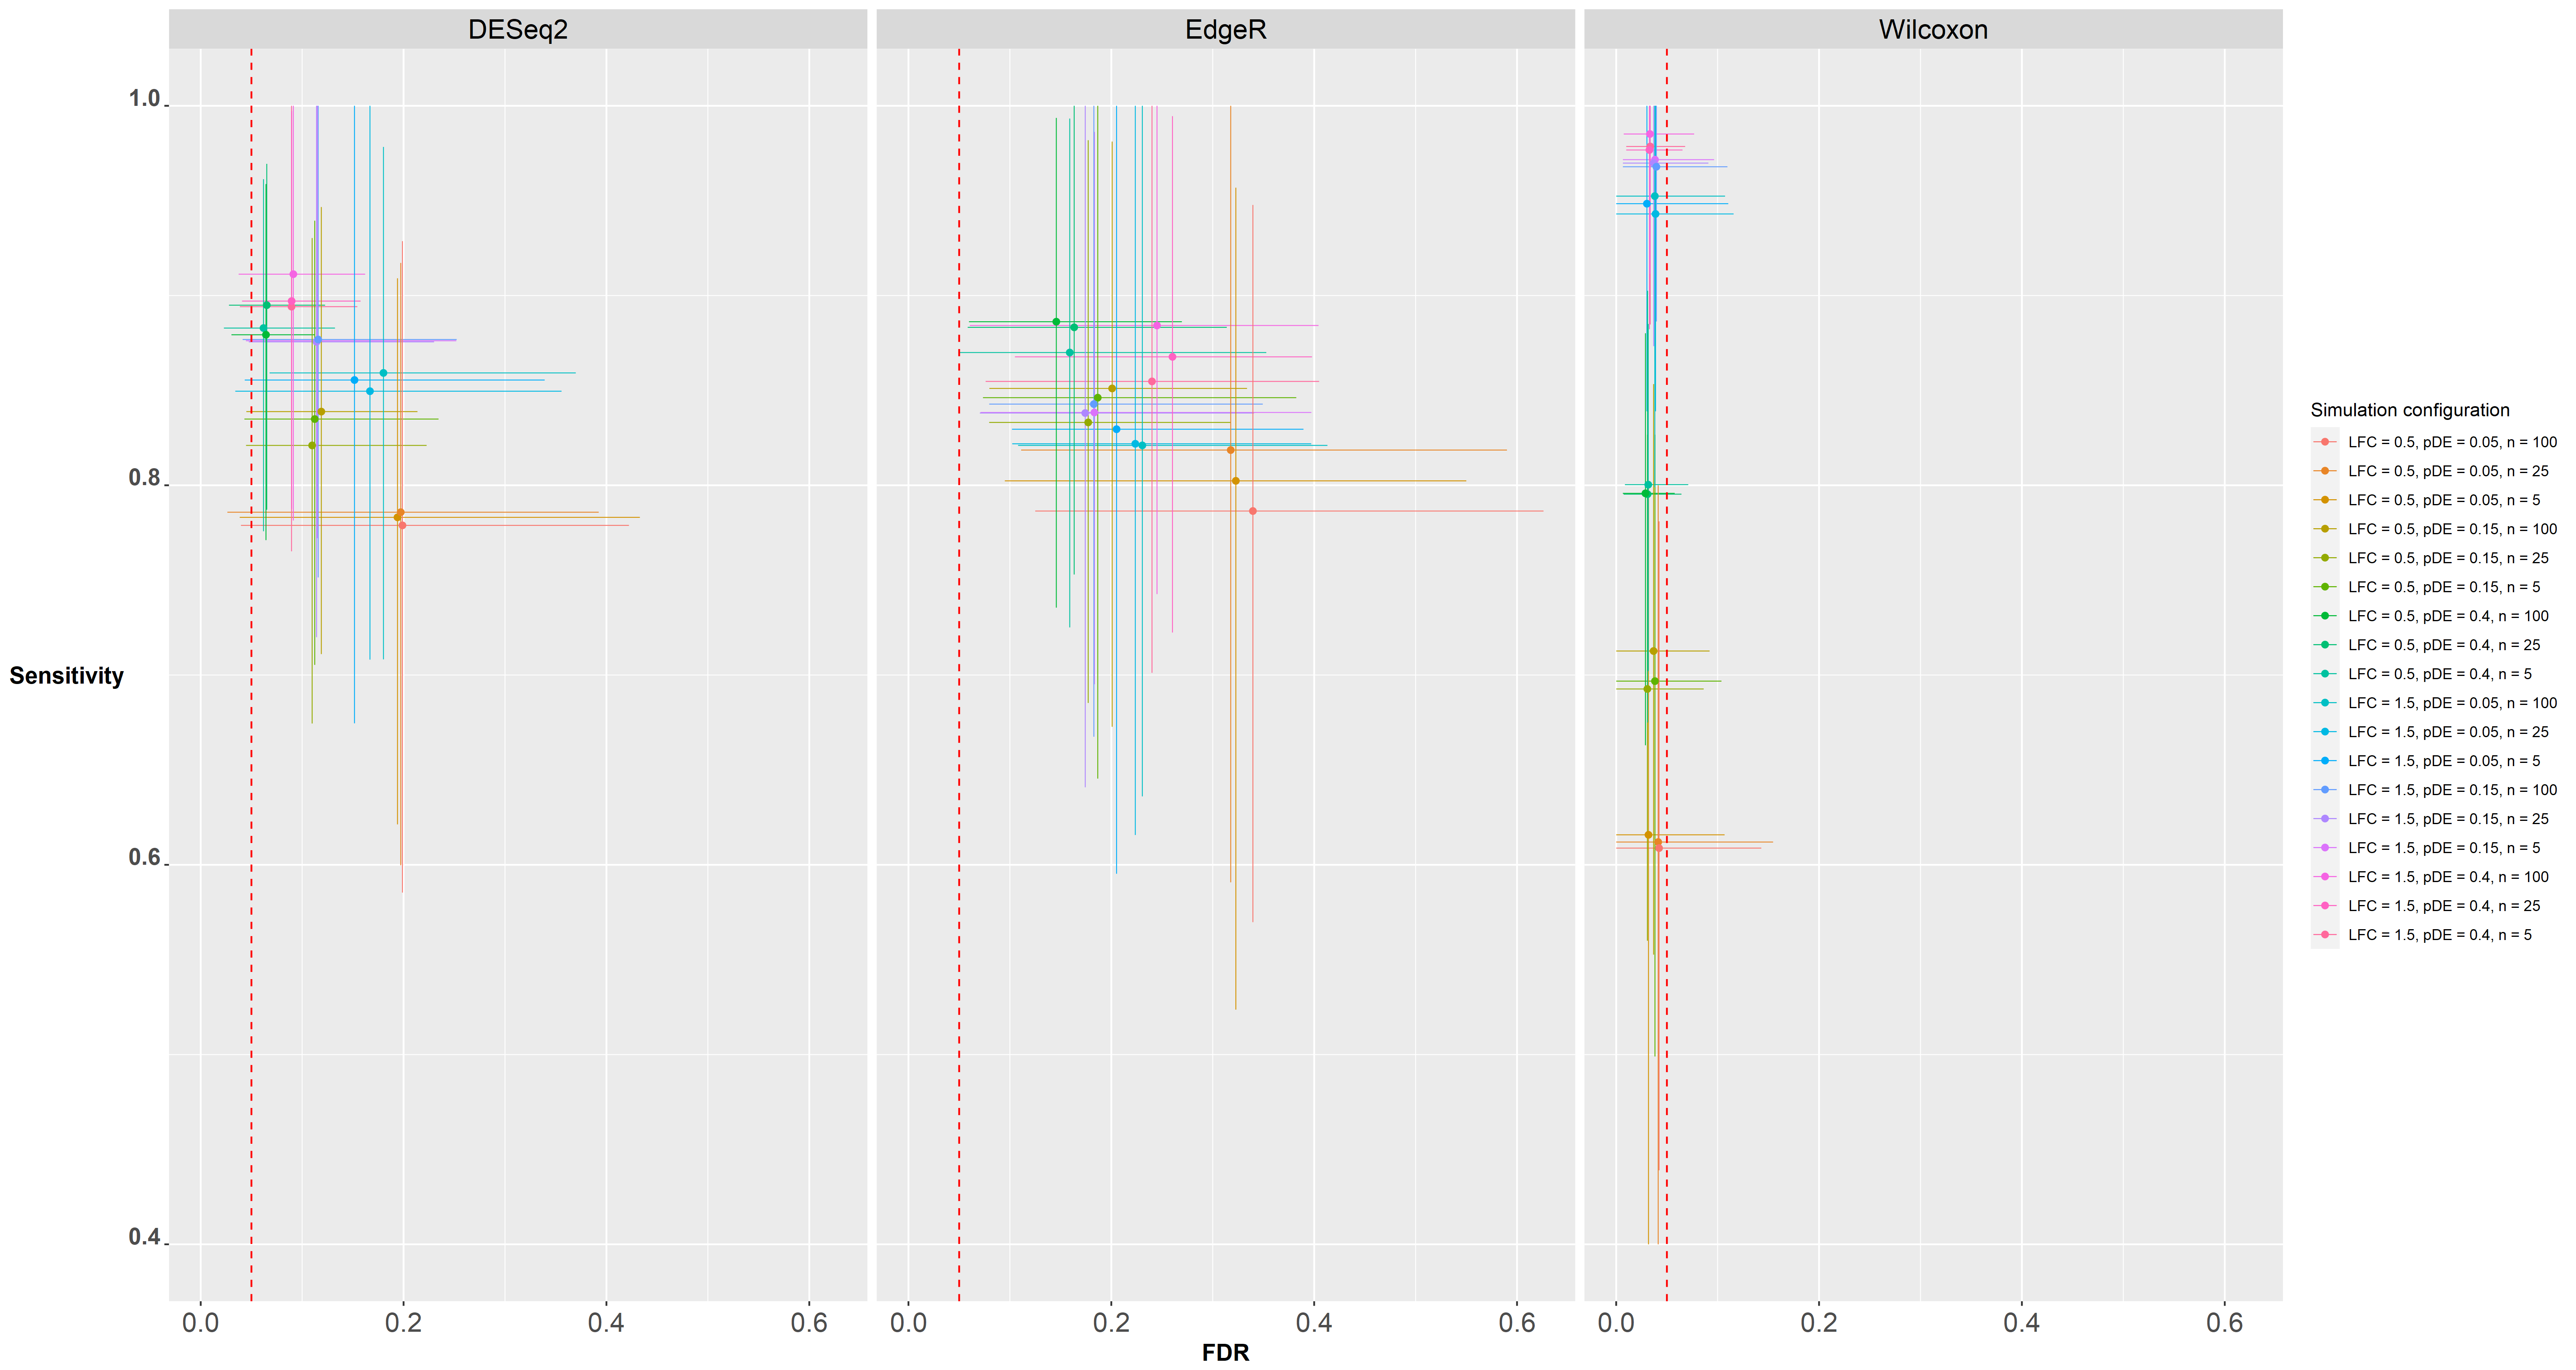 DESeq2 EdgeR Wilcoxon
1.0
0.8
0.6
0.4
Sensitivity
0.0 0.2 0.4 0.6 0.0 0.2 0.4 0.6 0.0 0.2 0.4 0.6
FDR
Simulation configuration
LFC = 0.5, pDE = 0.05, n = 100
LFC = 0.5, pDE = 0.05, n = 25
LFC = 0.5, pDE = 0.05, n = 5
LFC = 0.5, pDE = 0.15, n = 100
LFC = 0.5, pDE = 0.15, n = 25
LFC = 0.5, pDE = 0.15, n = 5
LFC = 0.5, pDE = 0.4, n = 100
LFC = 0.5, pDE = 0.4, n = 25
LFC = 0.5, pDE = 0.4, n = 5
LFC = 1.5, pDE = 0.05, n = 100
LFC = 1.5, pDE = 0.05, n = 25
LFC = 1.5, pDE = 0.05, n = 5
LFC = 1.5, pDE = 0.15, n = 100
LFC = 1.5, pDE = 0.15, n = 25
LFC = 1.5, pDE = 0.15, n = 5
LFC = 1.5, pDE = 0.4, n = 100
LFC = 1.5, pDE = 0.4, n = 25
LFC = 1.5, pDE = 0.4, n = 5